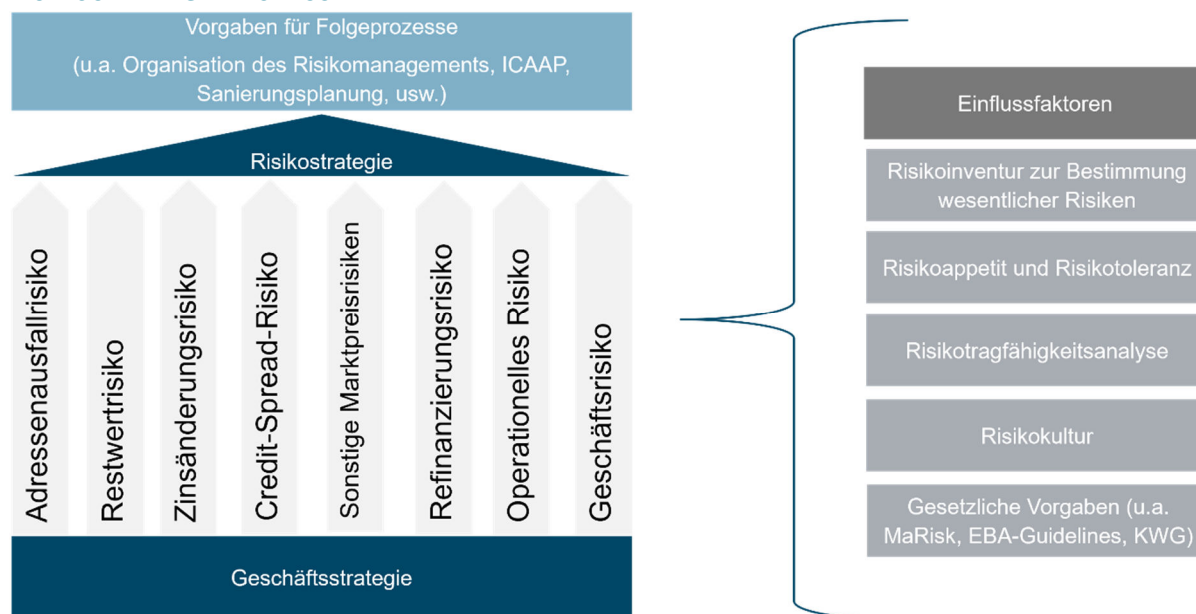 Vorgaben für Folgeprozesse
(u.a. Organisation des Risikomanagements, ICAAP,
Sanierungsplanung, usw.)
Risikostrategie
Adressenausfallrisiko
Restwertrisiko
Zinsänderungsrisiko
Credit-Spread-Risiko
Sonstige Marktpreisrisiken
Refinanzierungsrisiko
Operationelles Risiko
Geschäftsrisiko
Geschäftsstrategie
Einflussfaktoren
Risikoinventur zur Bestimmung
wesentlicher Risiken
Risikoappetit und Risikotoleranz
Risikotragfähigkeitsanalyse
Risikokultur
Gesetzliche Vorgaben (u.a.
MaRisk, EBA-Guidelines, KWG)